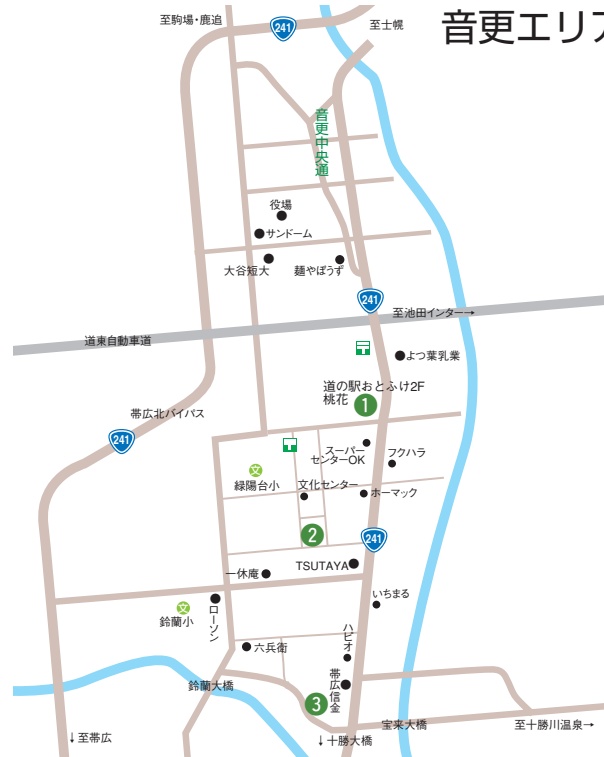 音更エリア
至駒場・鹿追
241
至士幌
音更中央通
役場
サンドーム
大谷短大
麺やぼうず
241
至池田インター→
道東自動車道
よつ葉乳業
道の駅おとふけ2F
桃花
1
帯広北バイパス
241
スーパー
センターOK
フクハラ
文
緑陽台小
文化センター
ホーマック
2
241
TSUTAYA
一休庵
いちまる
文
鈴蘭小
ローソン
六兵衛
ハピオ
帯広信金
鈴蘭大橋
3
宝来大橋
至十勝川温泉→
↓至帯広
↓十勝大橋